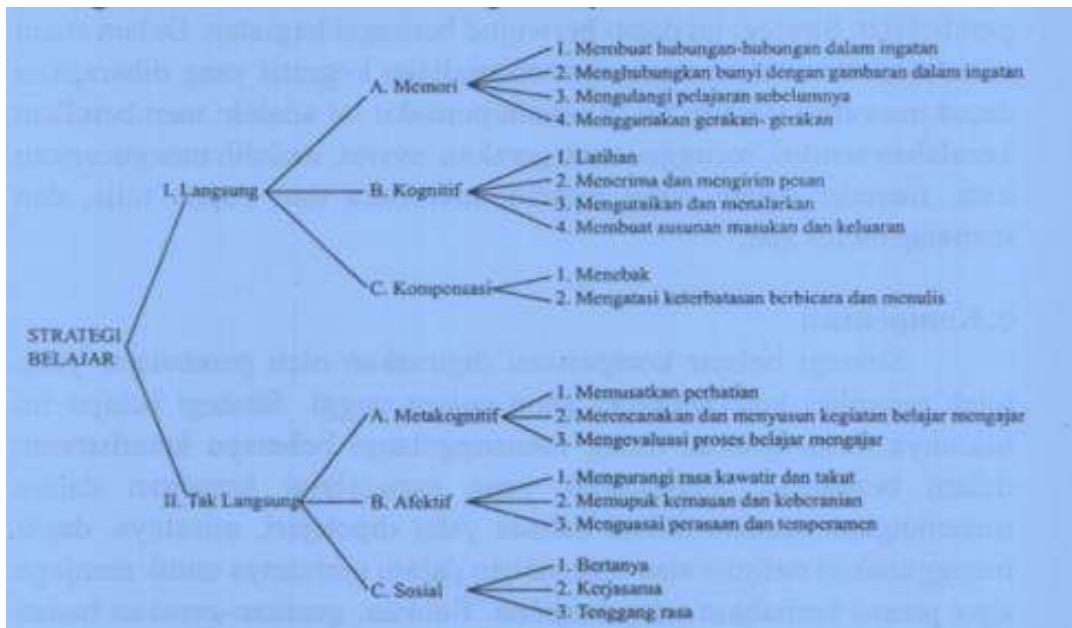 1. Membuat hubungan-hubungan dalam ingatan
A. Memori
2. Menghubungkan bunyi dengan gambaran dalam ingatan
3. Mengulangi pelajaran sebelumnya
4. Menggunakan gerakan- gerakan
1. Latihan
I. Langsung
B. Kognitif
2. Menerima dan mengirim pesan
3. Menguraikan dan menalarkan
4. Membuat susunan masukan dan keluaran
C. Kompensasi
1. Menebak
2. Mengatasi keterbatasan berbicara dan menulis
STRATEGI
BELAJAR
1. Memusatkan perhatian
A. Metakognitif
2. Merencanakan dan menyusun kegiatan belajar mengajar
3. Mengevaluasi proses belajar mengajar
1. Mengurangi rasa kawatir dan takut
II. Tak Langsung
B. Afektif
2. Memupuk kemauan dan keberanian
3. Menguasai perasaan dan temperamen
1. Bertanya
C. Sosial
2. Kerjasama
3. Tenggang rasa